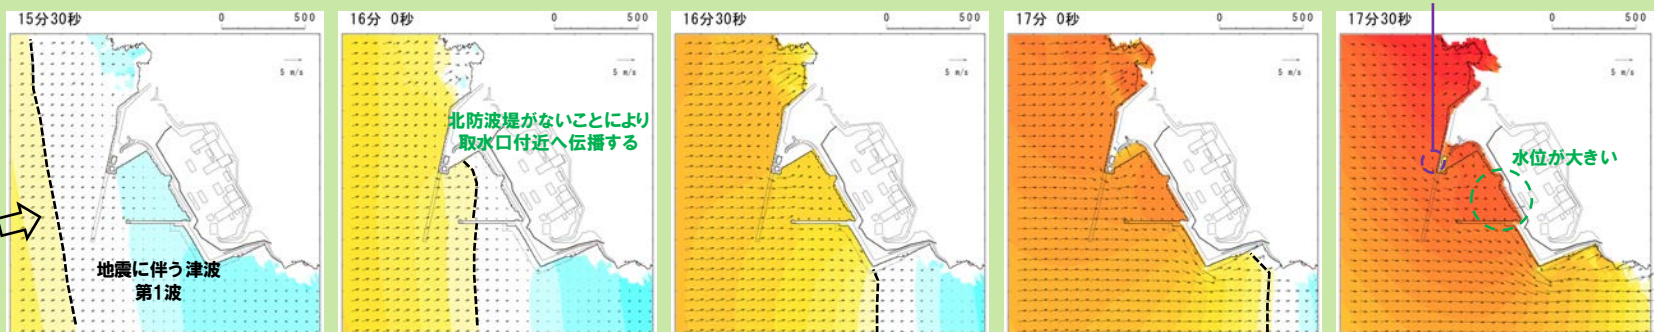 15分30秒
0 500
5 m/s
地震に伴う津波
第1波
16分 0秒
0 500
5 m/s
北防波堤がないことにより
取水口付近へ伝播する
16分30秒
0 500
5 m/s
17分 0秒
0 500
5 m/s
17分30秒
0 500
5 m/s
水位が大きい